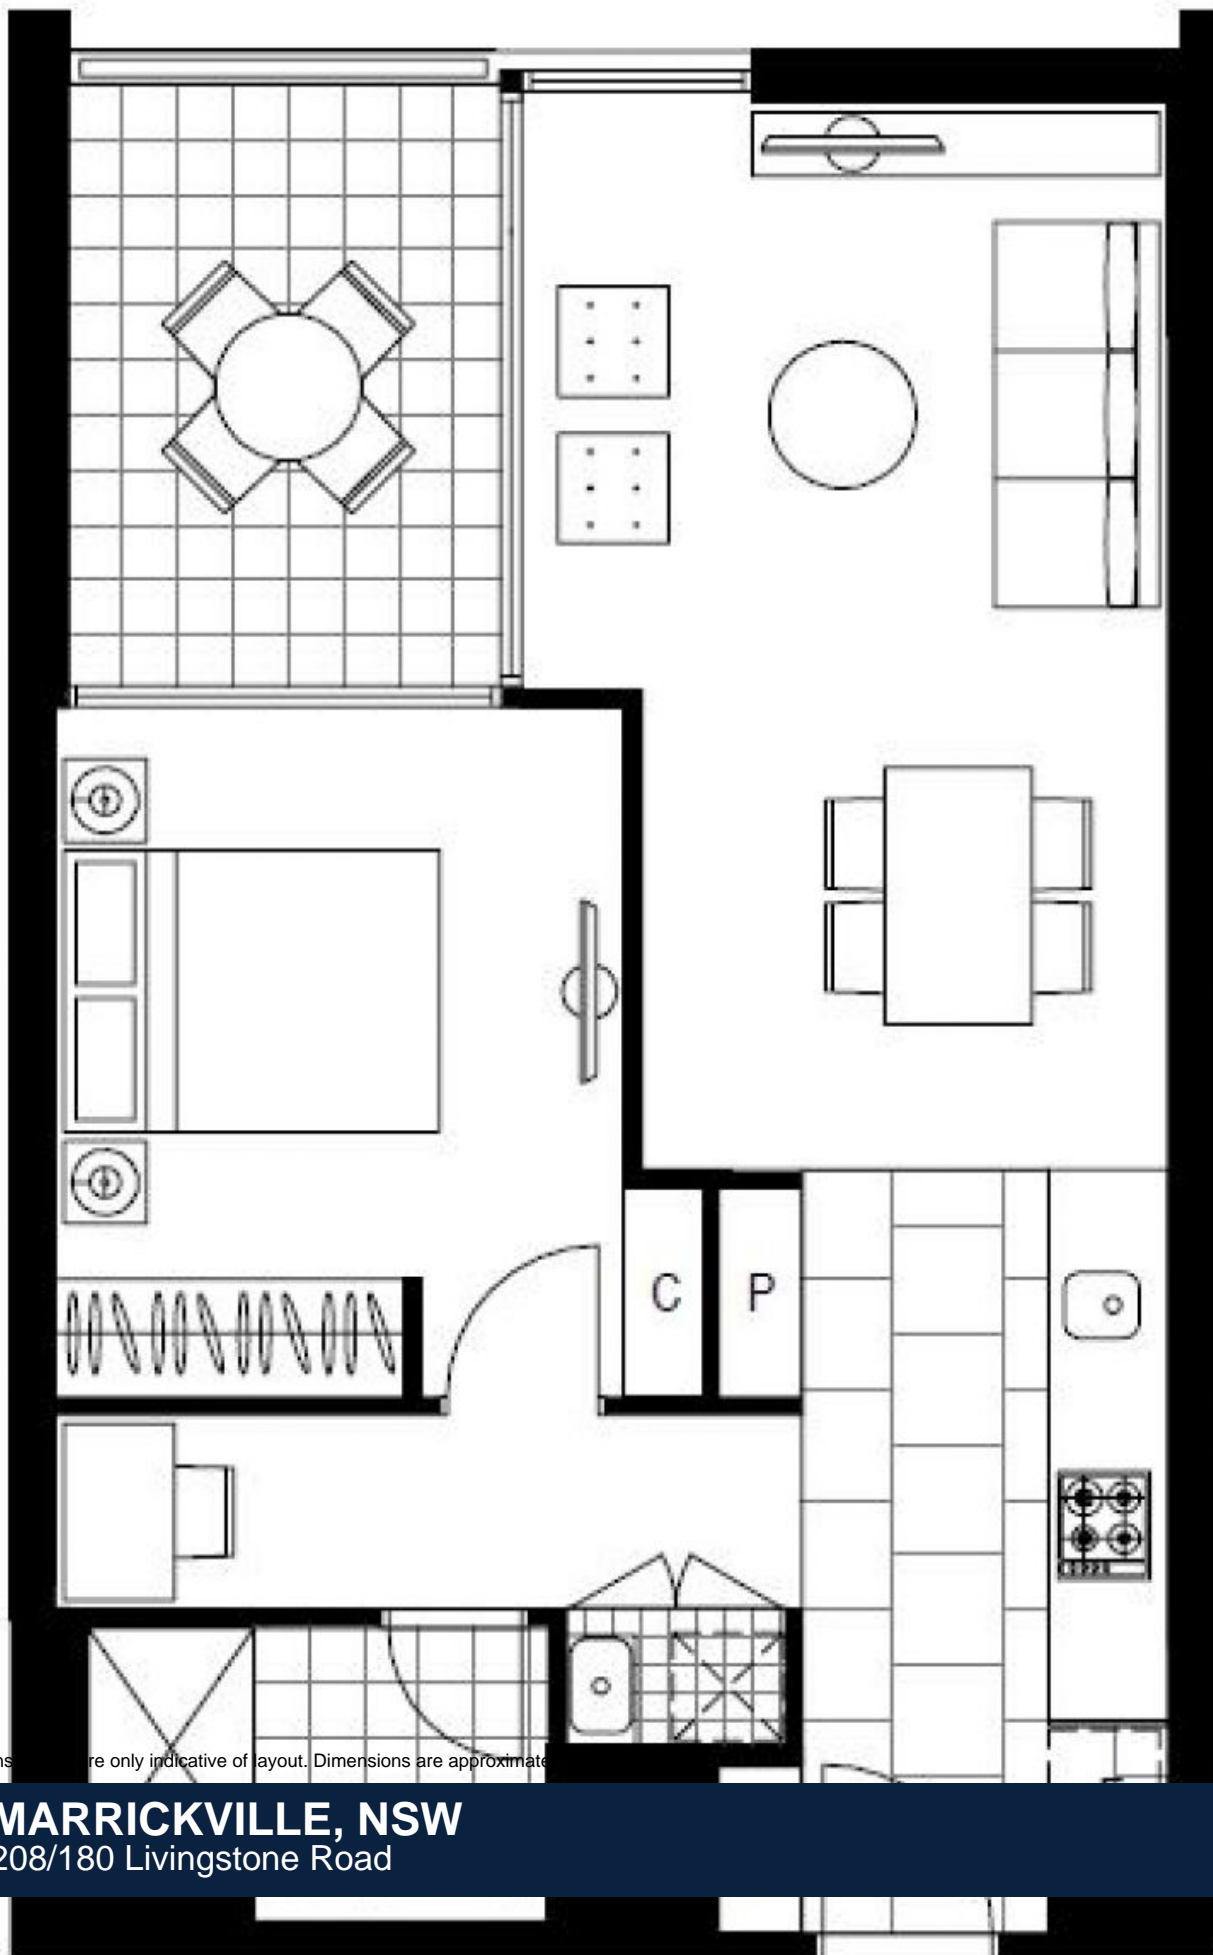 C P
re only indicative of layout. Dimensions are approximate
MARRICKVILLE, NSW
208/180 Livingstone Road